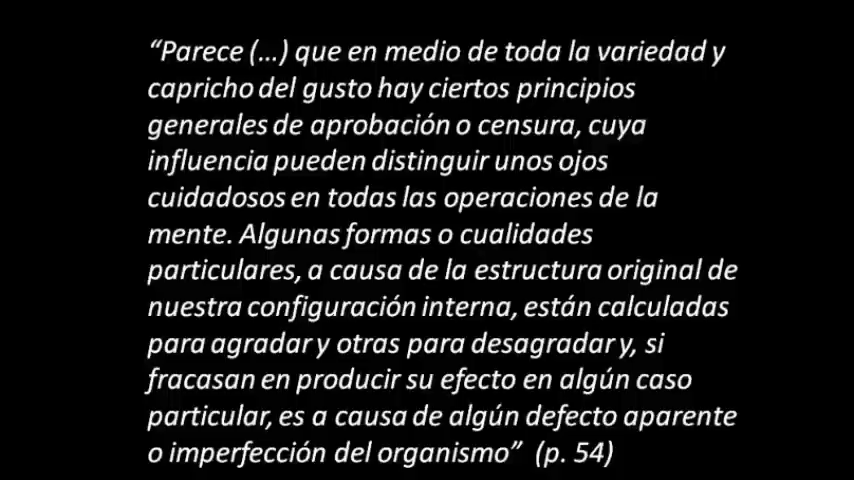 “Parece (...) que en medio de toda la variedad y
capricho del gusto hay ciertos principios
generales de aprobación o censura, cuya
influencia pueden distinguir unos ojos
cuidadosos en todas las operaciones de la
mente. Algunas formas o cualidades
particulares, a causa de la estructura original de
nuestra configuración interna, están calculadas
para agradar y otras para desagradar y, si
fracasan en producir su efecto en algún caso
particular, es a causa de algún defecto aparente
o imperfección del organismo” (p. 54)